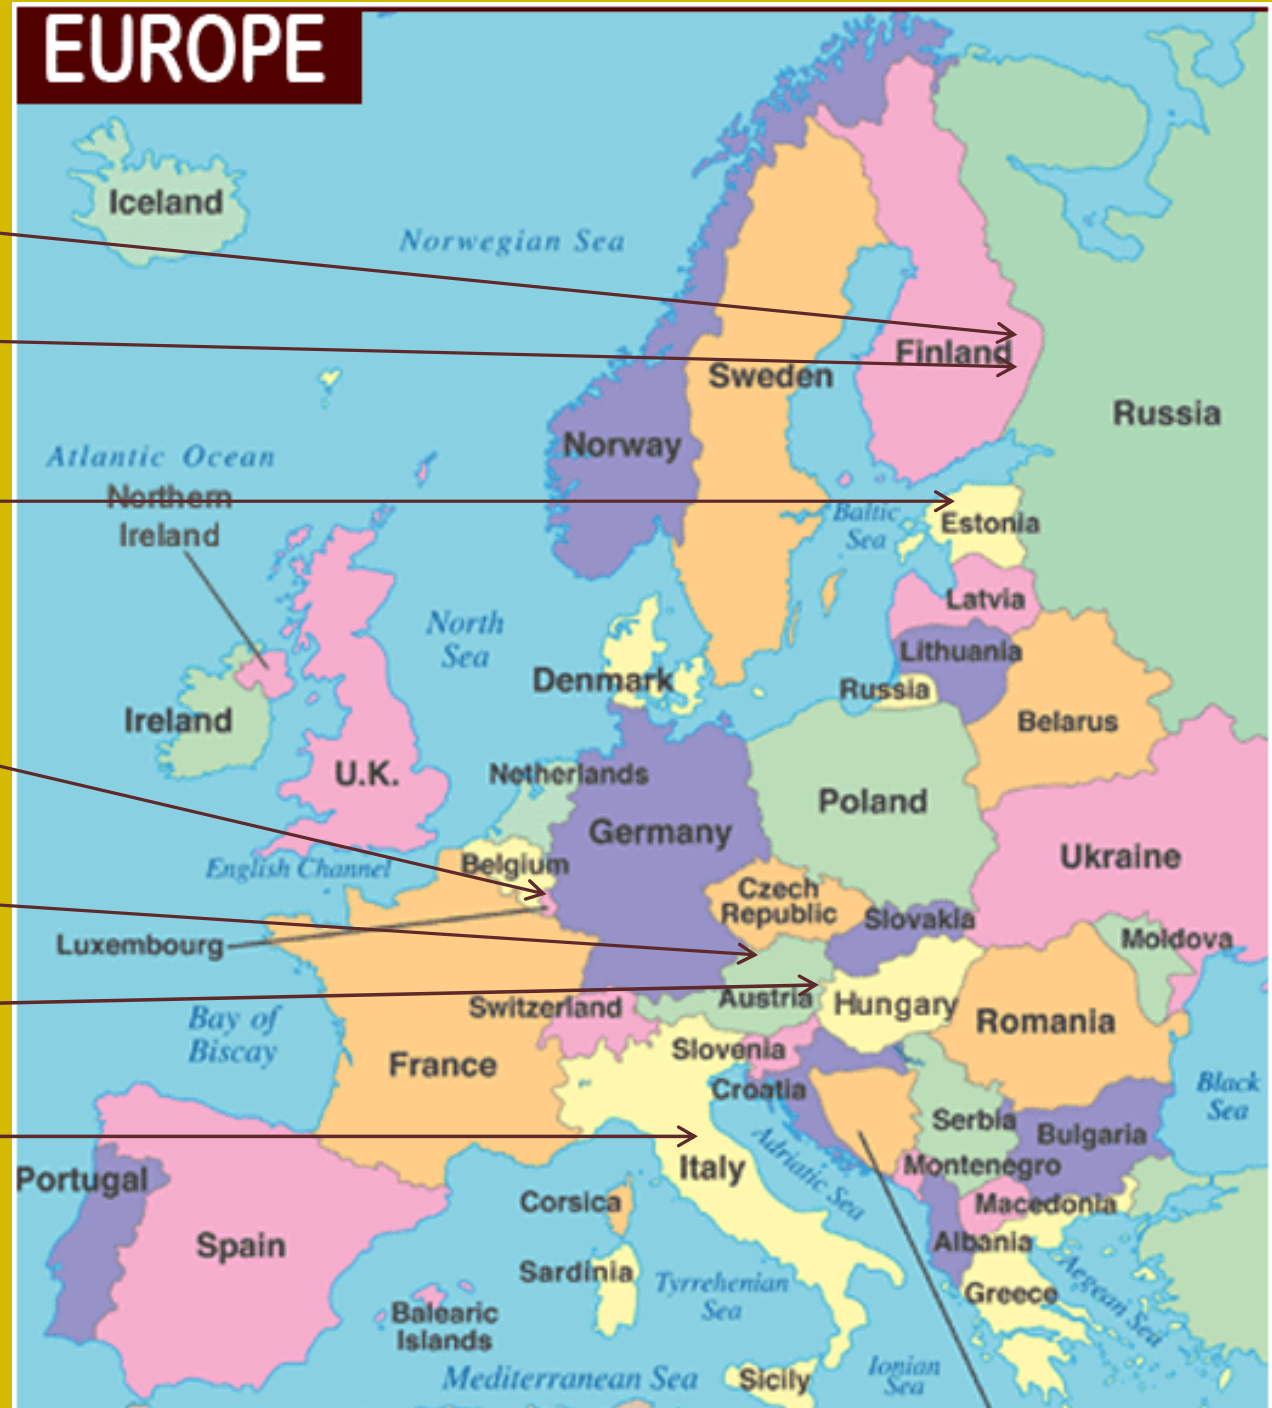 EUROPE
Iceland
Norwegian Sea
Finland
Sweden
Russia
Norway
Atlantic Ocean
Northern
Ireland
Baltic
Sea
Estonia
Latvia
North
Sea
Lithuania
Denmark
Russia
Ireland
Belarus
U.K.
Netherlands
Poland
Germany
Ukraine
English Channel
Belgium
Czech
Republic
Slovakia
Luxembourg
Moldova
Switzerland
Austria
Hungary
Romania
Bay of
Biscay
France
Slovenia
Croatia
Black
Sea
Serbia
Bulgaria
Adriatic Sea
Montenegro
Portugal
Italy
Corsica
Macedonia
Spain
Albania
Sardinia
Tyrrehenian
Sea
Aegean Sea
Greece
Balearic
Islands
Mediterranean Sea
Sicily
Ionian
Sea